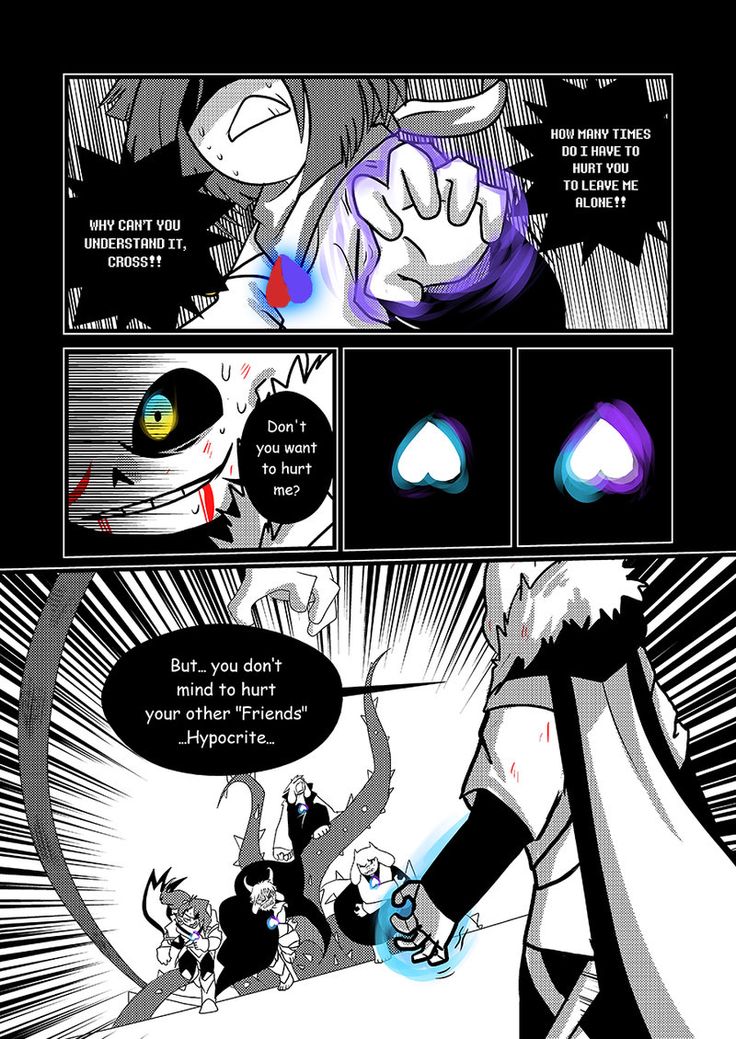 WHY CAN'T YOU
UNDERSTAND IT,
CROSS!!
HOW MANY TIMES
DO I HAVE TO
HURT YOU
TO LEAVE ME
ALONE!!
Don't
you want
to hurt
me?
But... you don't
mind to hurt
your other "Friends"
...Hypocrite...